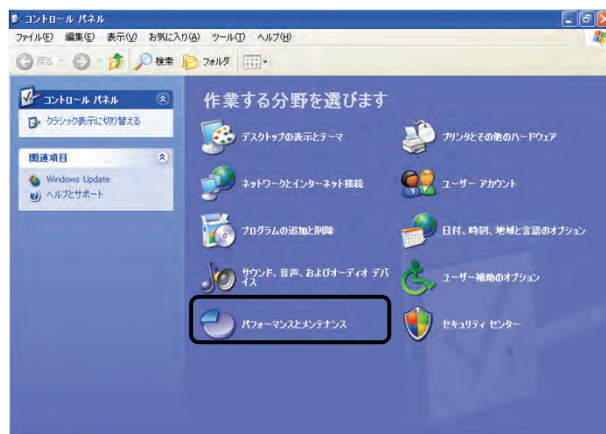 コントロール パネル
ファイル(F) 編集(E) 表示(V) お気に入り(A) ツール(T) ヘルプ(H)
戻る 検索 フォルダ
コントロール パネル
クラシック表示に切り替える
関連項目
Windows Update
ヘルプとサポート
作業する分野を選びます
デスクトップの表示とテーマ
プリンタとその他のハードウェア
ネットワークとインターネット接続
ユーザー アカウント
プログラムの追加と削除
日付、時刻、地域と言語のオプション
サウンド、音声、およびオーディオ デバ
イス
ユーザー補助のオプション
パフォーマンスとメンテナンス
セキュリティ センター